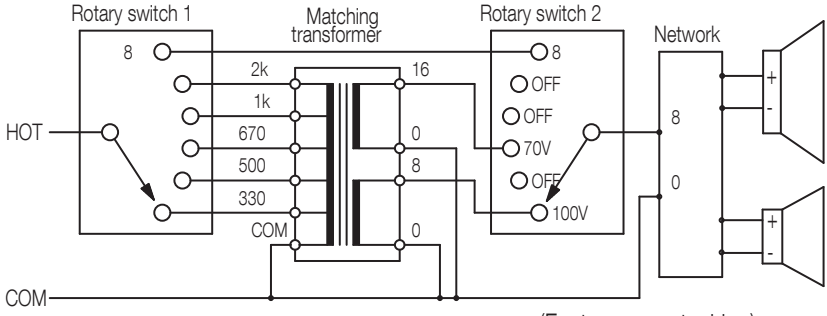 Rotary switch 1
Matching
transformer
Rotary switch 2
Network
8
2k
1k
670
500
330
COM
HOT
COM
16
0
8
0
8
OFF
OFF
70V
OFF
100V
8
0
+
-
+
-